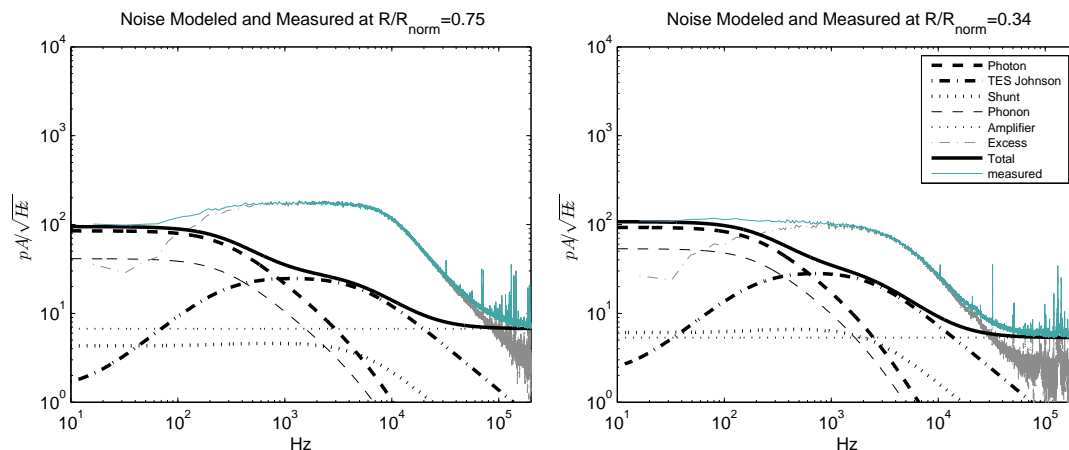 Noise Modeled and Measured at R/R_norm=0.75
10^4
10^3
10^2
10^1
10^0
pA/√Hz
10^1 10^2 10^3 10^4 10^5
Hz
Noise Modeled and Measured at R/R_norm=0.34
10^4
10^3
10^2
10^1
10^0
pA/√Hz
10^1 10^2 10^3 10^4 10^5
Hz
Photon
TES Johnson
Shunt
Phonon
Amplifier
Excess
Total
measured